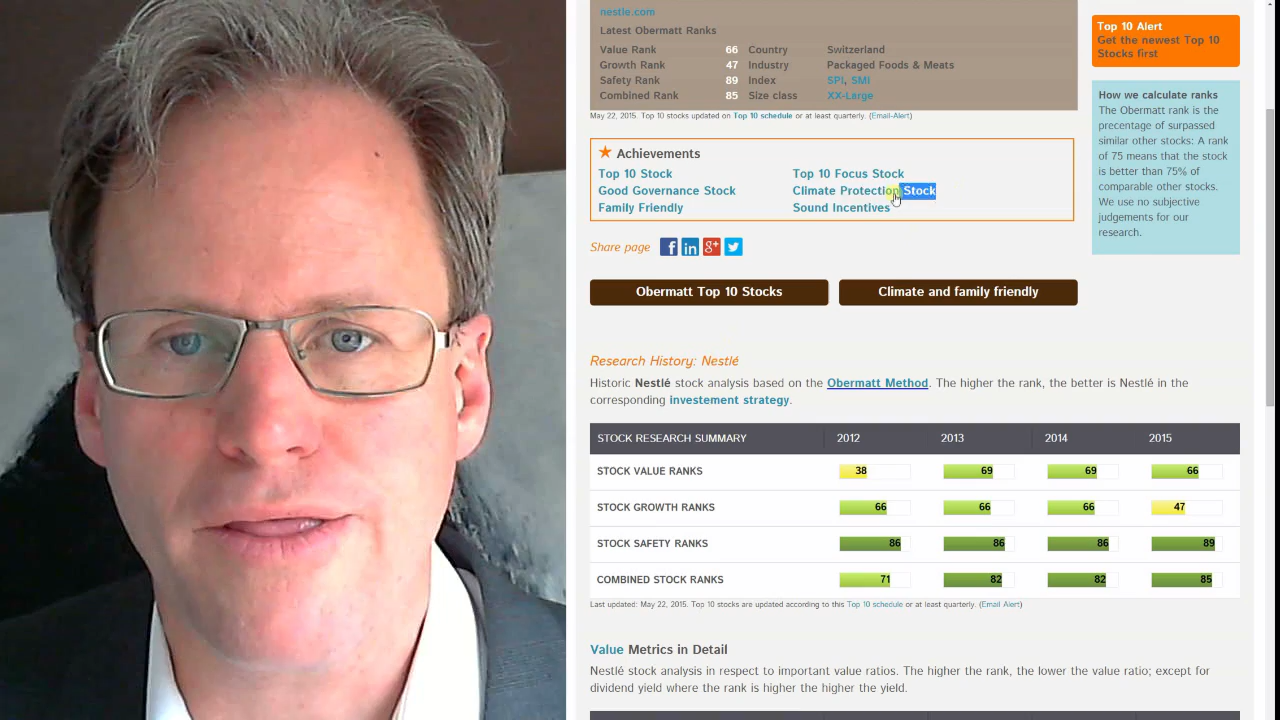 nestle.com
Latest Obermatt Ranks
Value Rank 66 Country Switzerland
Growth Rank 47 Industry Packaged Foods & Meats
Safety Rank 89 Index SPI, SMI
Combined Rank 85 Size class XX-Large
May 22, 2015. Top 10 stocks updated on Top 10 schedule or at least quarterly. (Email-Alert)
Achievements
Top 10 Stock Top 10 Focus Stock
Good Governance Stock Climate Protection Stock
Family Friendly Sound Incentives
Share page
Obermatt Top 10 Stocks Climate and family friendly
Top 10 Alert
Get the newest Top 10
Stocks first
How we calculate ranks
The Obermatt rank is the
precentage of surpassed
similar other stocks: A rank
of 75 means that the stock
is better than 75% of
comparable other stocks.
We use no subjective
judgements for our
research.
Research History: Nestlé
Historic Nestlé stock analysis based on the Obermatt Method. The higher the rank, the better is Nestlé in the
corresponding investement strategy.
STOCK RESEARCH SUMMARY 2012 2013 2014 2015
STOCK VALUE RANKS 38 69 69 66
STOCK GROWTH RANKS 66 66 66 47
STOCK SAFETY RANKS 86 86 86 89
COMBINED STOCK RANKS 71 82 82 85
Last updated: May 22, 2015. Top 10 stocks are updated according to this Top 10 schedule or at least quarterly. (Email Alert)
Value Metrics in Detail
Nestlé stock analysis in respect to important value ratios. The higher the rank, the lower the value ratio; except for
dividend yield where the rank is higher the higher the yield.